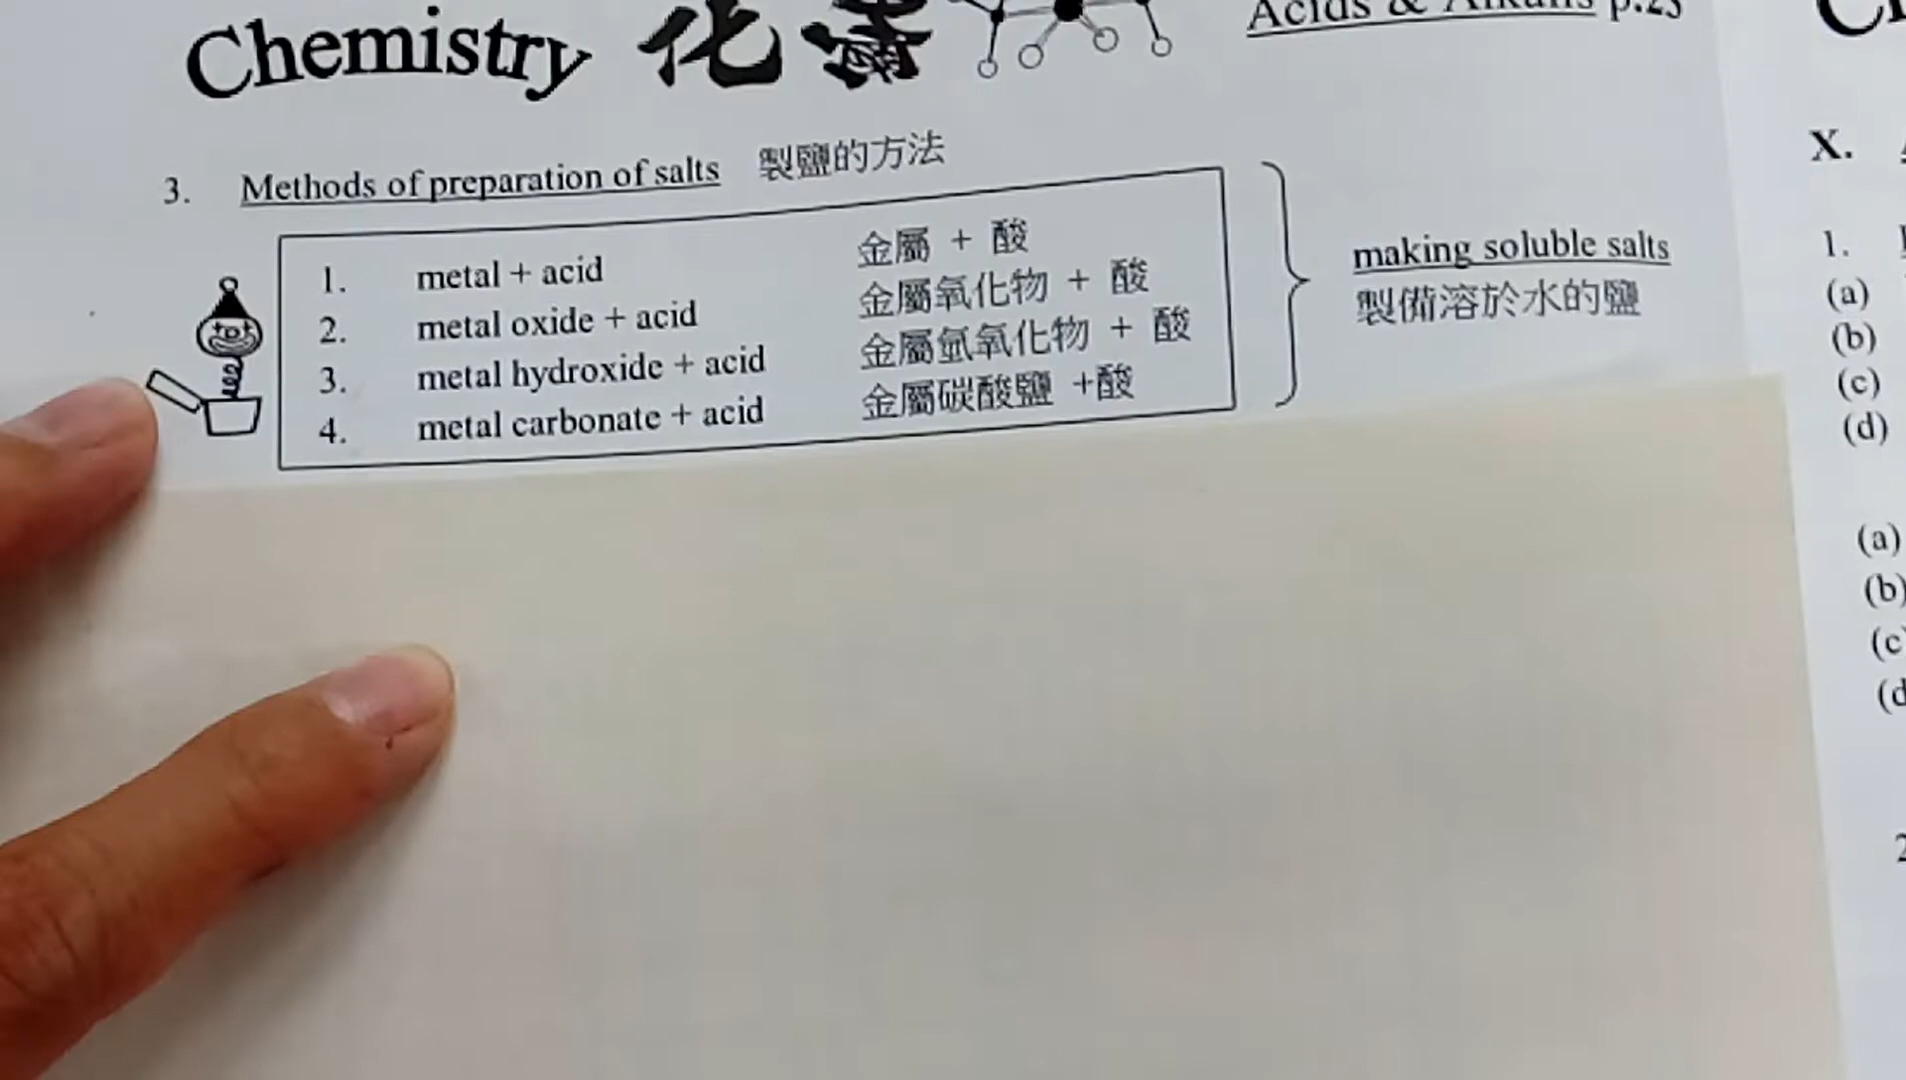 Chemistry 化
Acids & Alkalis p.23
3. Methods of preparation of salts 製鹽的方法
1. metal + acid 金屬 + 酸
2. metal oxide + acid 金屬氧化物 + 酸
3. metal hydroxide + acid 金屬氫氧化物 + 酸
4. metal carbonate + acid 金屬碳酸鹽 +酸
making soluble salts
製備溶於水的鹽
X.
1.
(a)
(b)
(c)
(d)
(a)
(b)
(c)
(d
2